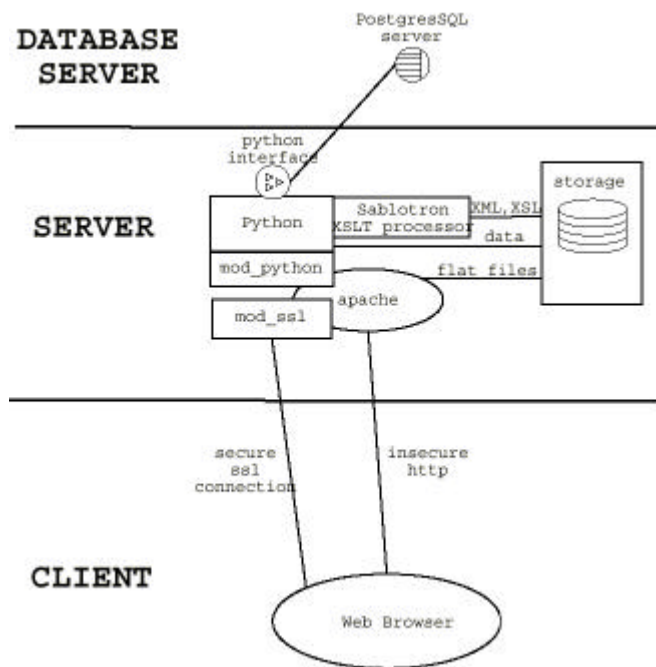 PostgresSQL
server
DATABASE
SERVER
python
interface
storage
SERVER
Python
Sablotron
XSLT processor
XML,XSL
data
mod_python
flat files
apache
mod_ssl
secure
ssl
connection
insecure
http
CLIENT
Web Browser